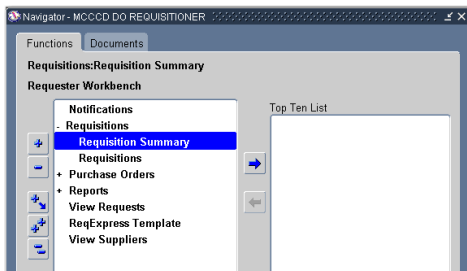 Navigator - MCCCD DO REQUISITIONER
Functions Documents
Requisitions:Requisition Summary
Requester Workbench
Top Ten List
Notifications
- Requisitions
Requisition Summary
Requisitions
+ Purchase Orders
+ Reports
View Requests
ReqExpress Template
View Suppliers